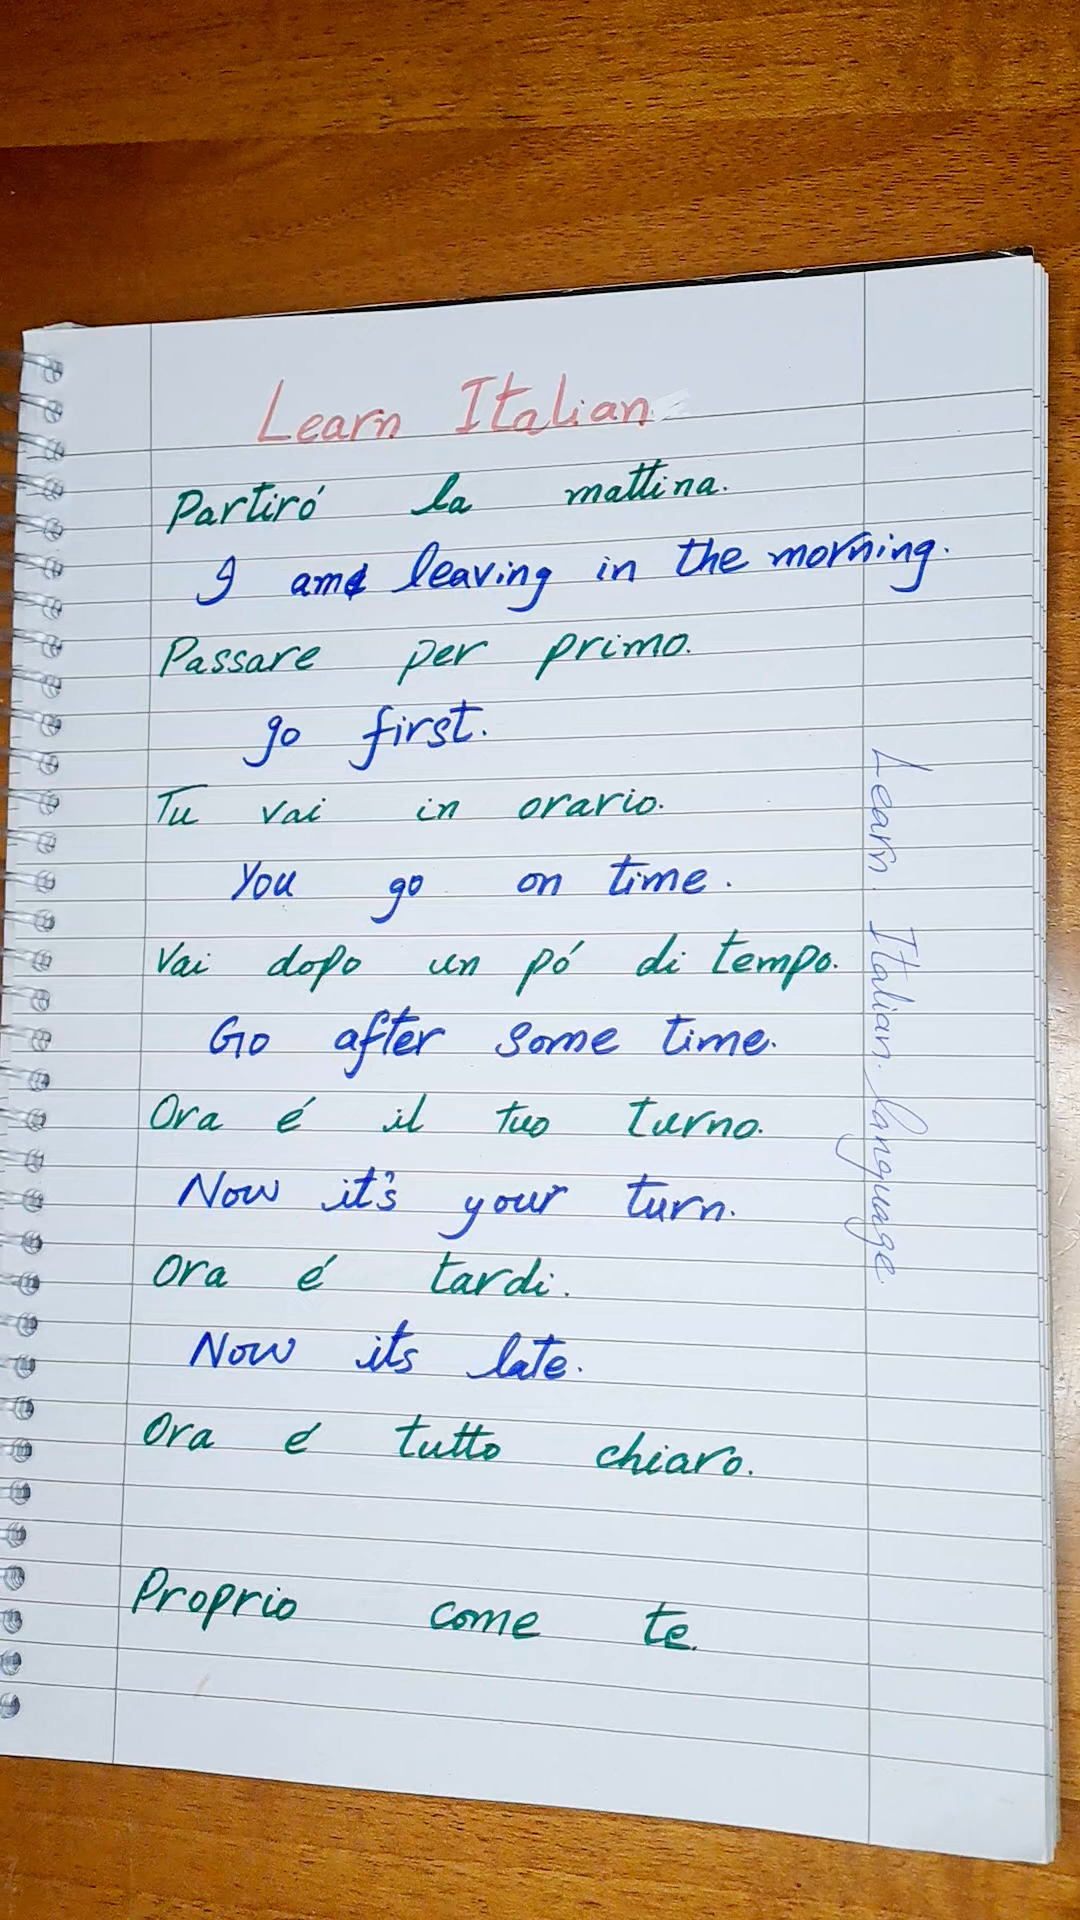 Learn Italian
Partiró la mattina.
I am leaving in the morning.
Passare per primo.
go first.
Tu vai in orario.
You go on time.
Vai dopo un pó di tempo.
Go after some time.
Ora é il tuo turno.
Now it's your turn.
Ora é tardi.
Now its late.
Ora é tutto chiaro.
Proprio come te.
Learn. Italian. language